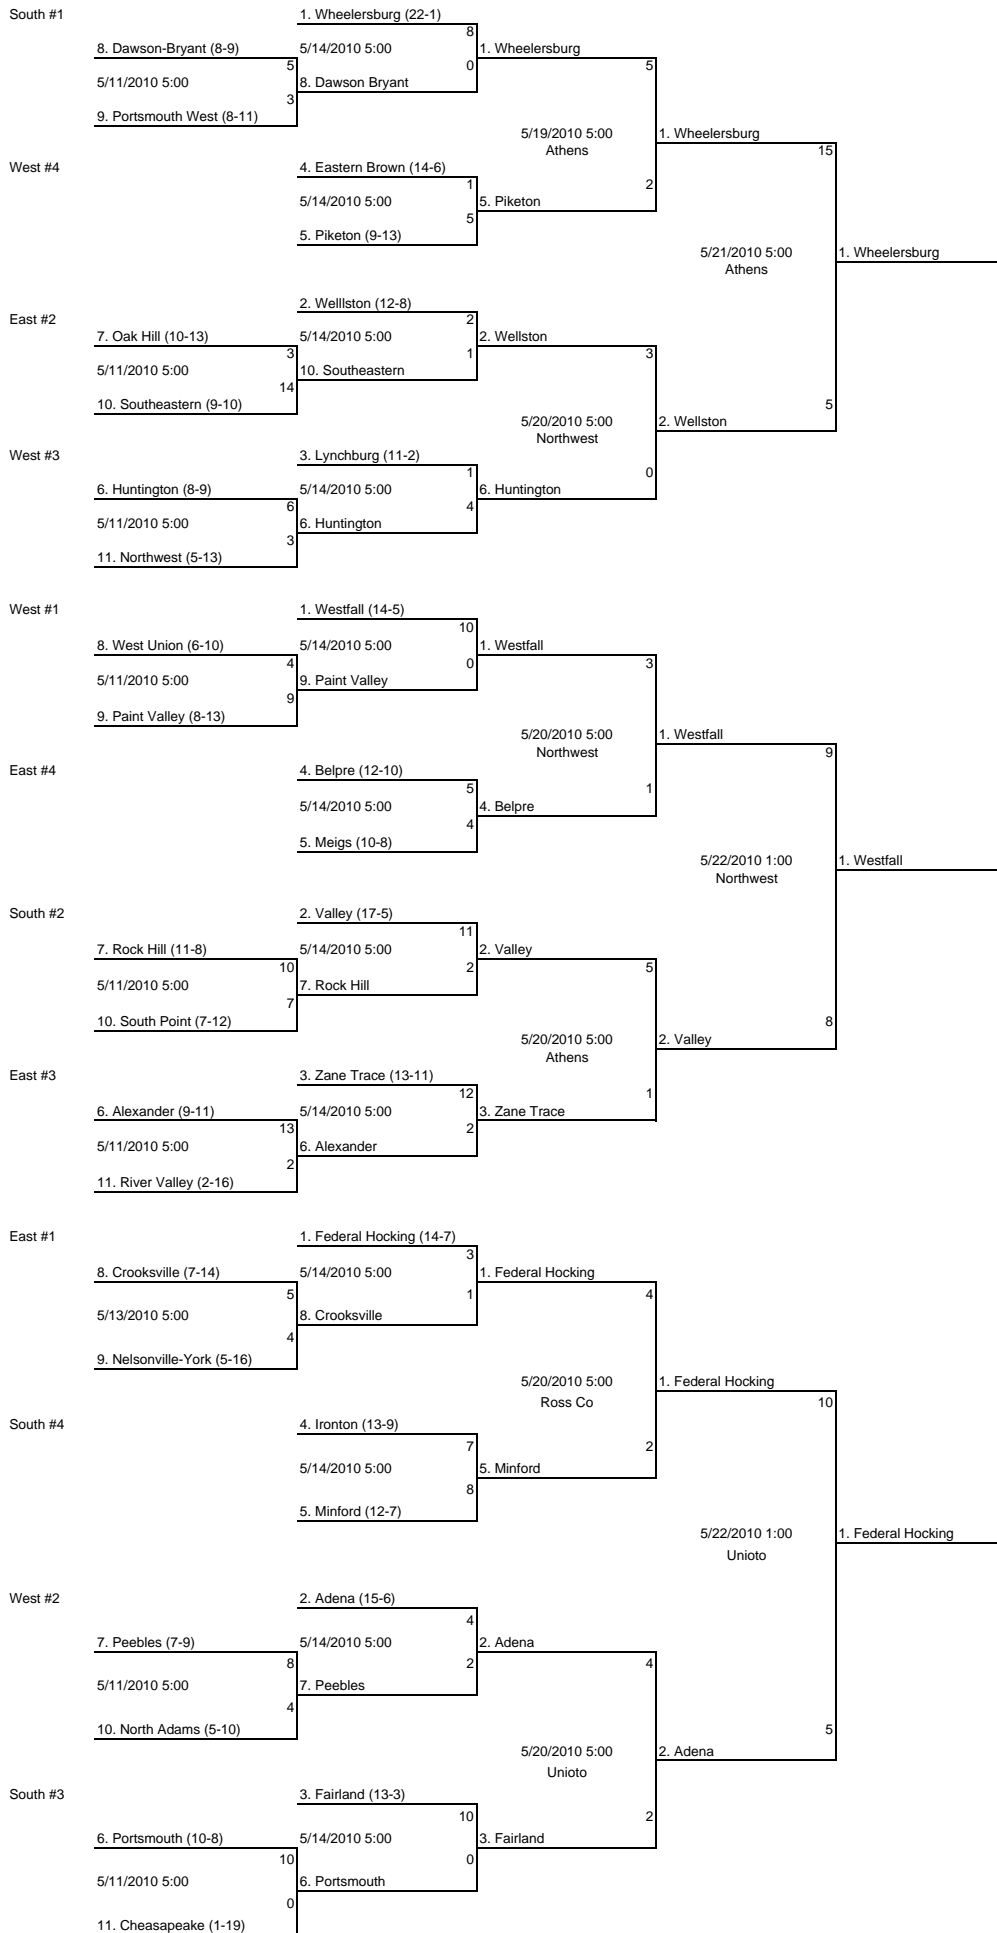 South #1
1. Wheelersburg (22-1)
8
8. Dawson-Bryant (8-9)
5/14/2010 5:00
1. Wheelersburg
5
0
5
5/11/2010 5:00
8. Dawson Bryant
3
9. Portsmouth West (8-11)
5/19/2010 5:00
1. Wheelersburg
Athens
15
West #4
4. Eastern Brown (14-6)
1
2
5/14/2010 5:00
5. Piketon
5
5. Piketon (9-13)
5/21/2010 5:00
1. Wheelersburg
Athens
2. Welllston (12-8)
East #2
2
7. Oak Hill (10-13)
5/14/2010 5:00
2. Wellston
3
1
3
5/11/2010 5:00
10. Southeastern
14
10. Southeastern (9-10)
5
5/20/2010 5:00
2. Wellston
Northwest
West #3
3. Lynchburg (11-2)
1
0
6. Huntington (8-9)
5/14/2010 5:00
6. Huntington
6
4
5/11/2010 5:00
6. Huntington
3
11. Northwest (5-13)
West #1
1. Westfall (14-5)
10
8. West Union (6-10)
5/14/2010 5:00
1. Westfall
4
0
3
5/11/2010 5:00
9. Paint Valley
9
9. Paint Valley (8-13)
5/20/2010 5:00
1. Westfall
Northwest
9
East #4
4. Belpre (12-10)
5
1
5/14/2010 5:00
4. Belpre
4
5. Meigs (10-8)
5/22/2010 1:00
1. Westfall
Northwest
South #2
2. Valley (17-5)
11
7. Rock Hill (11-8)
5/14/2010 5:00
2. Valley
10
2
5
5/11/2010 5:00
7. Rock Hill
7
10. South Point (7-12)
8
5/20/2010 5:00
2. Valley
Athens
East #3
3. Zane Trace (13-11)
12
1
6. Alexander (9-11)
5/14/2010 5:00
3. Zane Trace
13
2
5/11/2010 5:00
6. Alexander
2
11. River Valley (2-16)
East #1
1. Federal Hocking (14-7)
3
8. Crooksville (7-14)
5/14/2010 5:00
1. Federal Hocking
5
1
4
5/13/2010 5:00
8. Crooksville
4
9. Nelsonville-York (5-16)
5/20/2010 5:00
1. Federal Hocking
Ross Co
10
South #4
4. Ironton (13-9)
7
2
5/14/2010 5:00
5. Minford
8
5. Minford (12-7)
5/22/2010 1:00
1. Federal Hocking
Unioto
West #2
2. Adena (15-6)
4
7. Peebles (7-9)
5/14/2010 5:00
2. Adena
8
2
4
5/11/2010 5:00
7. Peebles
4
10. North Adams (5-10)
5
5/20/2010 5:00
2. Adena
Unioto
South #3
3. Fairland (13-3)
10
2
6. Portsmouth (10-8)
5/14/2010 5:00
3. Fairland
10
0
5/11/2010 5:00
6. Portsmouth
0
11. Cheasapeake (1-19)